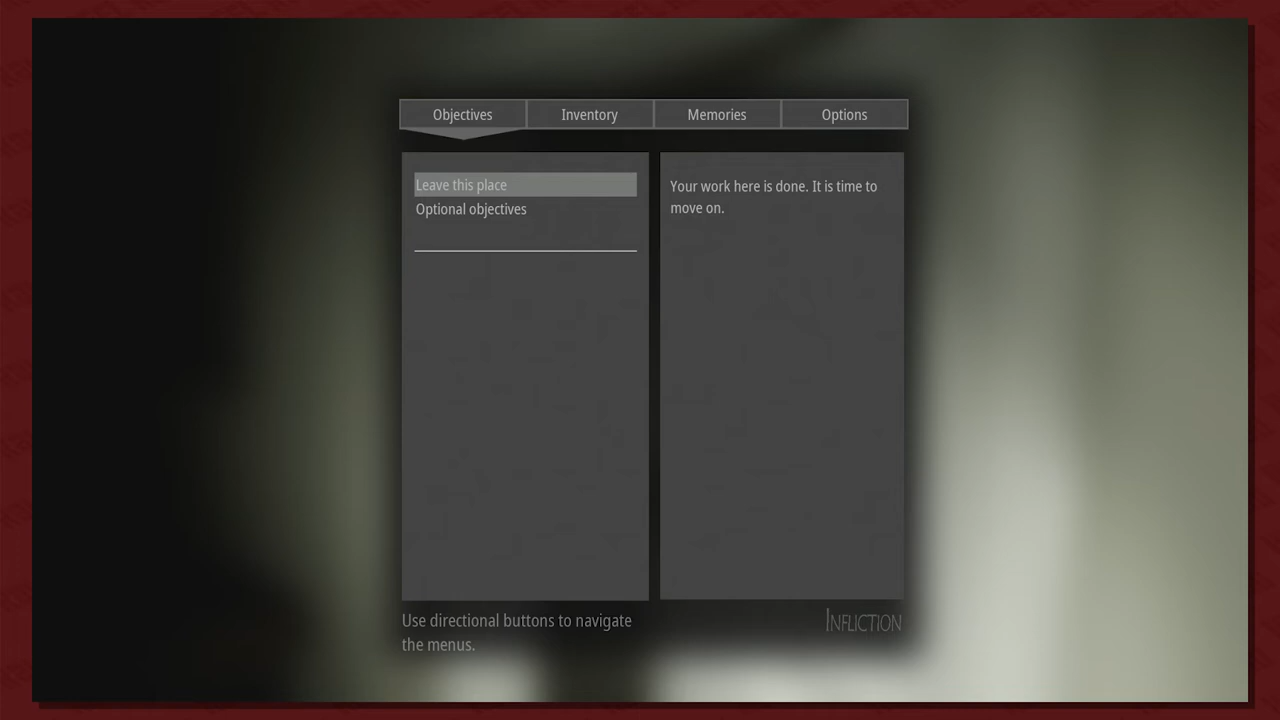 Objectives
Inventory
Memories
Options
Leave this place
Optional objectives
Your work here is done. It is time to
move on.
Use directional buttons to navigate
the menus.
INFLICTION